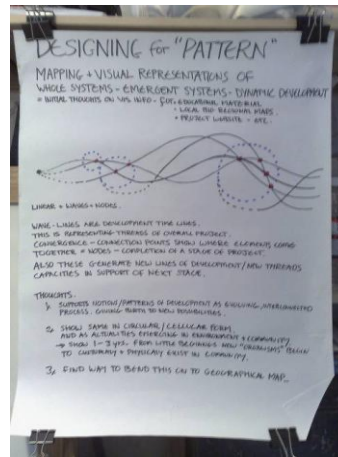 DESIGNING for "PATTERN"
MAPPING + VISUAL REPRESENTATIONS OF
WHOLE SYSTEMS - EMERGENT SYSTEMS - DYNAMIC DEVELOPMENT
* INITIAL THOUGHTS ON VIS INFO - FOR - EDUCATIONAL MATERIAL
- LOCAL BIO REGIONAL MAPS
* PROJECT WEBSITE - ETC.
LINEAR + WAVES + NODES.
WAVE-LINES ARE DEVELOPMENT TIME LINES.
THIS IS REPRESENTING THREADS OF OVERALL PROJECT.
CONVERGENCE - CONNECTION POINTS SHOW WHERE ELEMENTS COME
TOGETHER + NODES - COMPLETION OF A STAGE OF PROJECT.
ALSO THESE GENERATE NEW LINES OF DEVELOPMENT/NEW THREADS
CAPACITIES IN SUPPORT OF NEXT STAGE.
THOUGHTS.
1. SUPPORTS NOTION/PATTERNS OF DEVELOPMENT AS EVOLVING, INTERCONNECTED
PROCESS. GIVING BIRTH TO NEW POSSIBILITIES.
2. SHOW SAME IN CIRCULAR/CELLULAR FORM.
AND AS ACTUALITIES EMERGING IN ENVIRONMENT + COMMUNITY
→ SHOW 1-3 yrs. FROM LITTLE BEGINNINGS NEW "ORGANISMS" BEGIN
TO CULTURALLY + PHYSICALLY EXIST IN COMMUNITY.
3. FIND WAY TO BEND THIS ON TO GEOGRAPHICAL MAP_